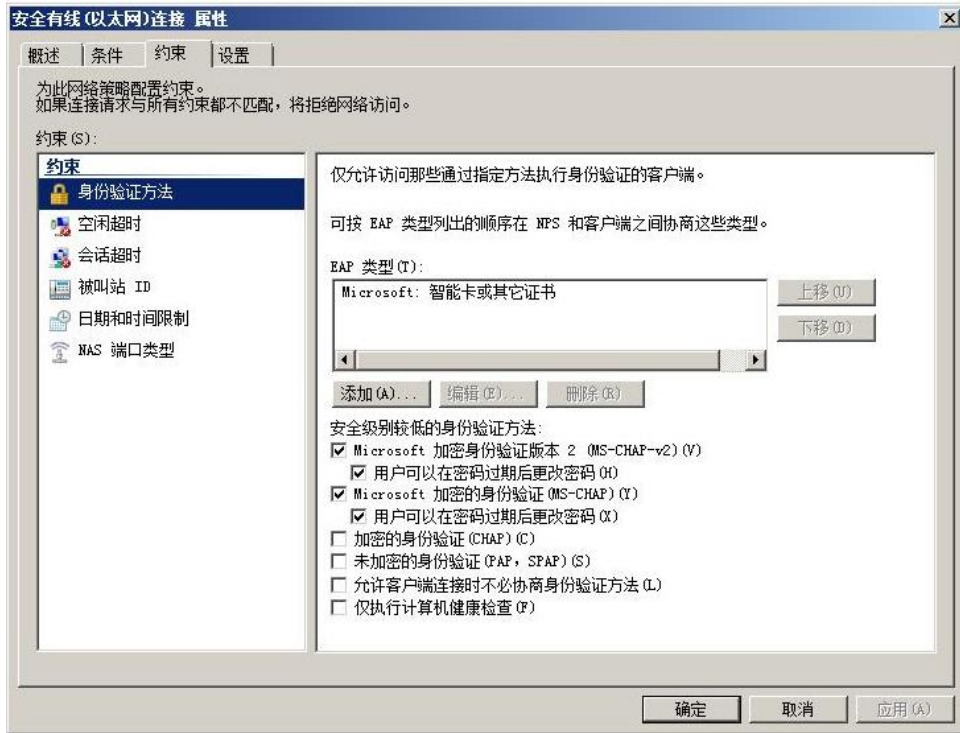 安全有线(以太网)连接 属性
概述
条件
约束
设置
为此网络策略配置约束。
如果连接请求与所有约束都不匹配，将拒绝网络访问。
约束(S):
约束
身份验证方法
空闲超时
会话超时
被叫站 ID
日期和时间限制
NAS 端口类型
仅允许访问那些通过指定方法执行身份验证的客户端。
可按 EAP 类型列出的顺序在 NPS 和客户端之间协商这些类型。
EAP 类型(T):
Microsoft: 智能卡或其它证书
上移(U)
下移(D)
添加(A)...
编辑(E)...
删除(R)
安全级别较低的身份验证方法:
Microsoft 加密身份验证版本 2 (MS-CHAP-v2)(V)
用户可以在密码过期后更改密码(H)
Microsoft 加密的身份验证(MS-CHAP)(Y)
用户可以在密码过期后更改密码(X)
加密的身份验证(CHAP)(C)
未加密的身份验证(PAP，SPAP)(S)
允许客户端连接时不必协商身份验证方法(L)
仅执行计算机健康检查(F)
确定
取消
应用(A)